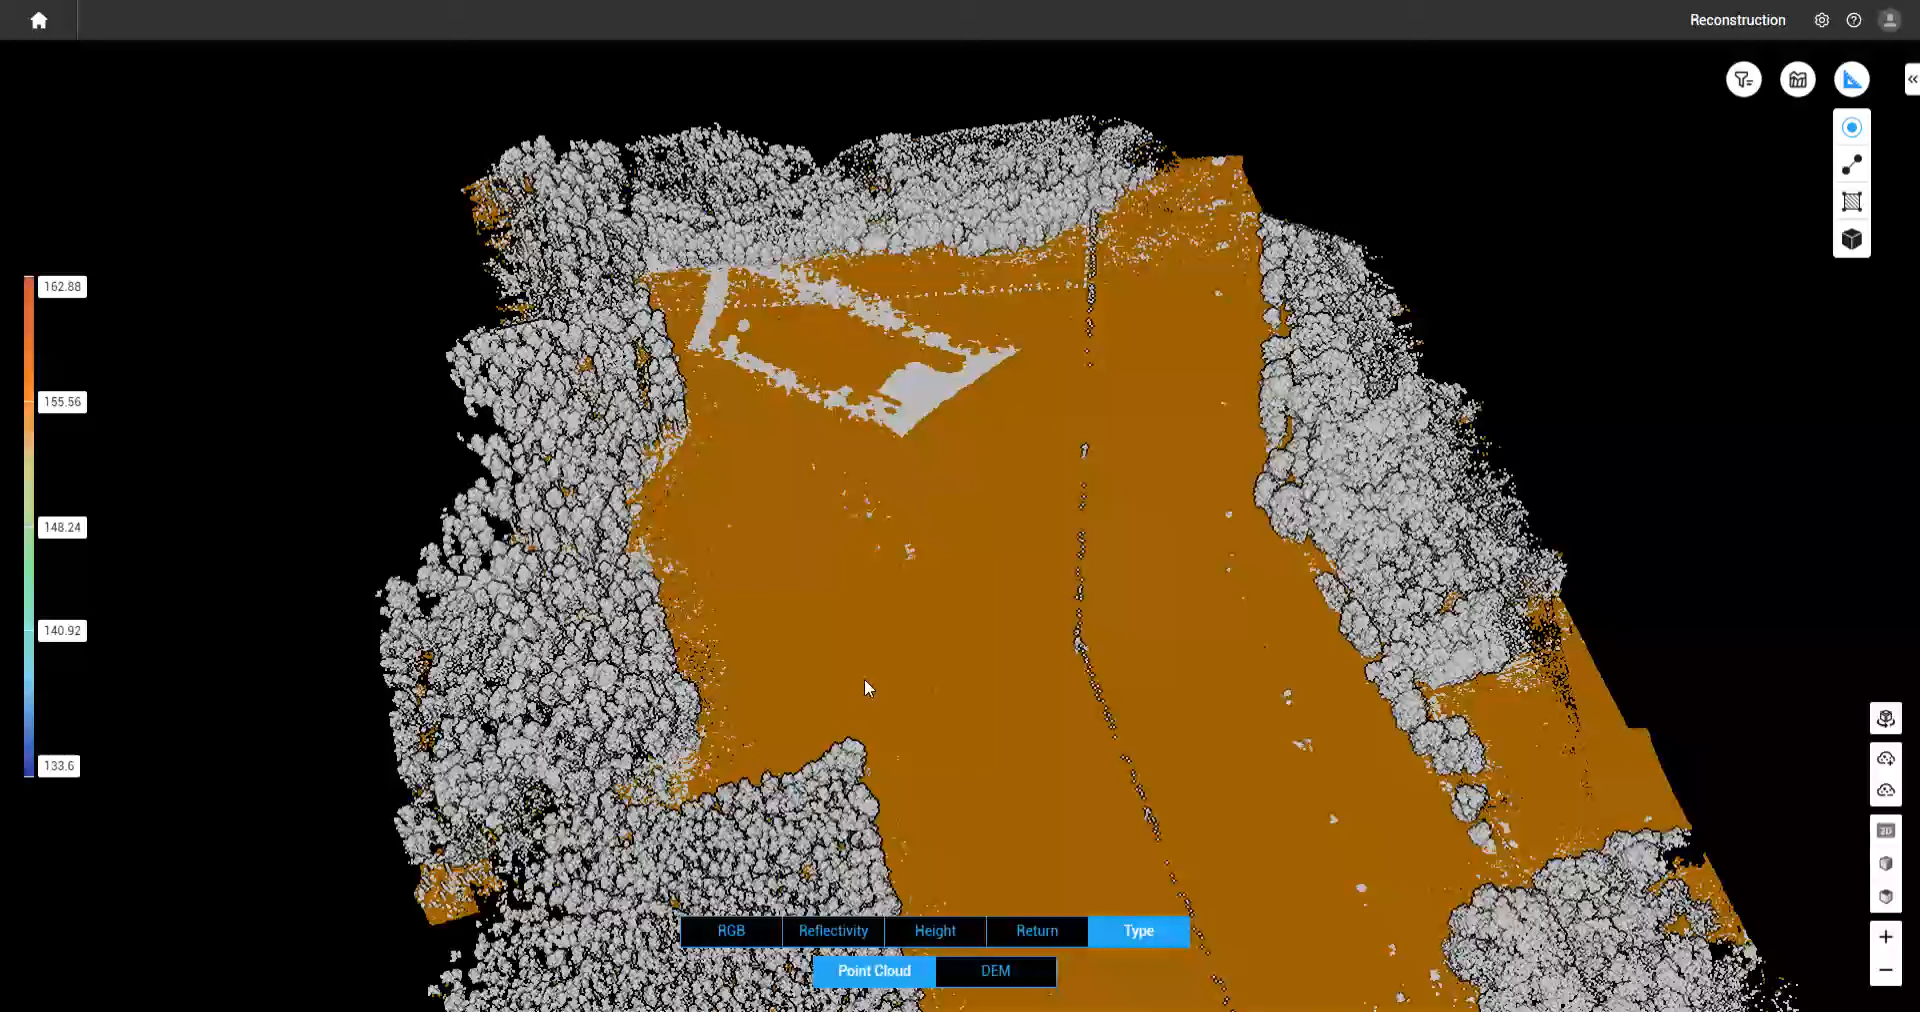 Reconstruction
162.88
155.56
148.24
140.92
133.6
2D
RGB Reflectivity Height Return Type
Point Cloud DEM